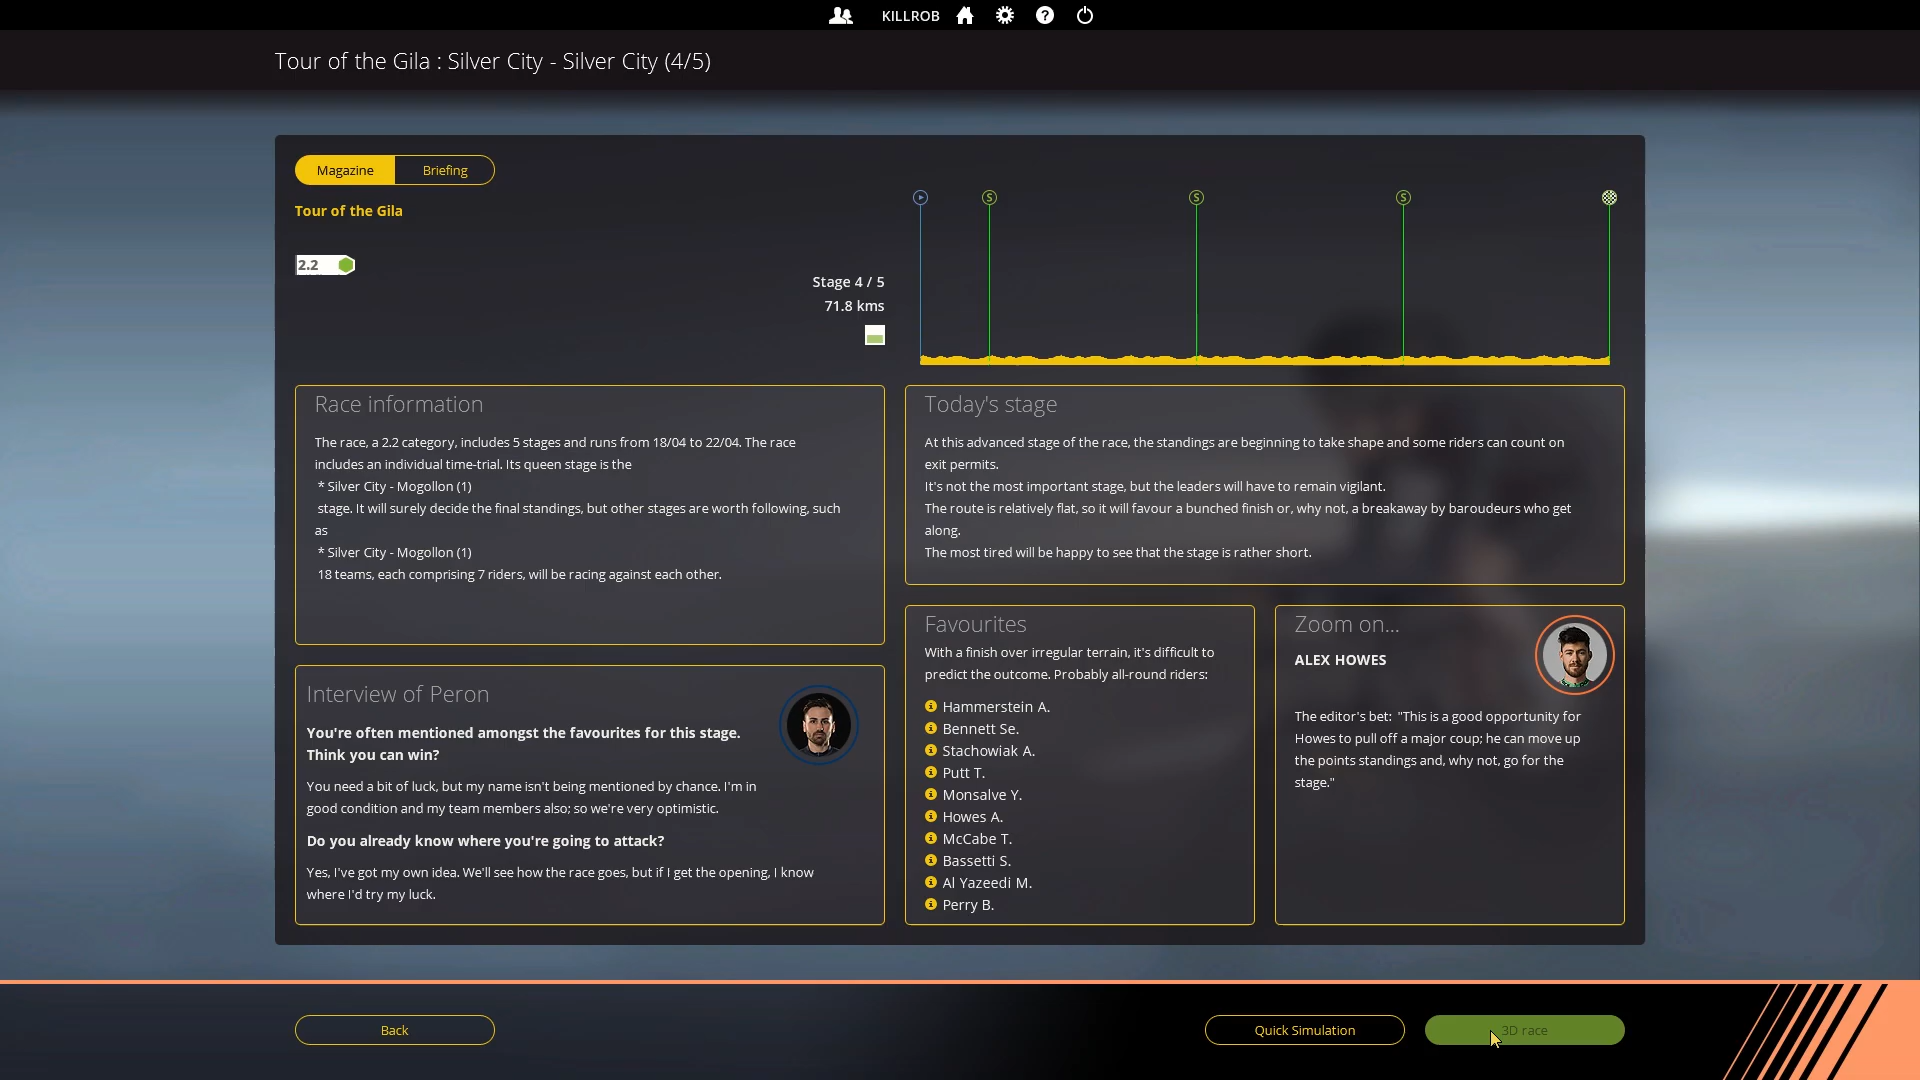 KILLROB
Tour of the Gila : Silver City - Silver City (4/5)
Magazine
Briefing
Tour of the Gila
2.2
Stage 4 / 5
71.8 kms
S
S
S
Race information
The race, a 2.2 category, includes 5 stages and runs from 18/04 to 22/04. The race
includes an individual time-trial. Its queen stage is the
* Silver City - Mogollon (1)
stage. It will surely decide the final standings, but other stages are worth following, such
as
* Silver City - Mogollon (1)
18 teams, each comprising 7 riders, will be racing against each other.
Today's stage
At this advanced stage of the race, the standings are beginning to take shape and some riders can count on
exit permits.
It's not the most important stage, but the leaders will have to remain vigilant.
The route is relatively flat, so it will favour a bunched finish or, why not, a breakaway by baroudeurs who get
along.
The most tired will be happy to see that the stage is rather short.
Interview of Peron
You're often mentioned amongst the favourites for this stage.
Think you can win?
You need a bit of luck, but my name isn't being mentioned by chance. I'm in
good condition and my team members also; so we're very optimistic.
Do you already know where you're going to attack?
Yes, I've got my own idea. We'll see how the race goes, but if I get the opening, I know
where I'd try my luck.
Favourites
With a finish over irregular terrain, it's difficult to
predict the outcome. Probably all-round riders:
Hammerstein A.
Bennett Se.
Stachowiak A.
Putt T.
Monsalve Y.
Howes A.
McCabe T.
Bassetti S.
Al Yazeedi M.
Perry B.
Zoom on...
ALEX HOWES
The editor's bet: "This is a good opportunity for
Howes to pull off a major coup; he can move up
the points standings and, why not, go for the
stage."
Back
Quick Simulation
3D race